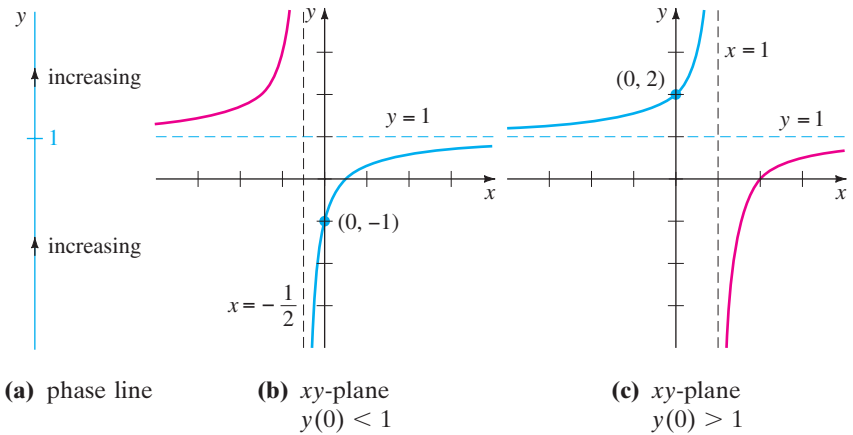 y
increasing
1
increasing
(a) phase line
y
y = 1
x
(0, −1)
x = − 1/2
(b) xy-plane
y(0) < 1
y
x = 1
(0, 2)
y = 1
x
(c) xy-plane
y(0) > 1